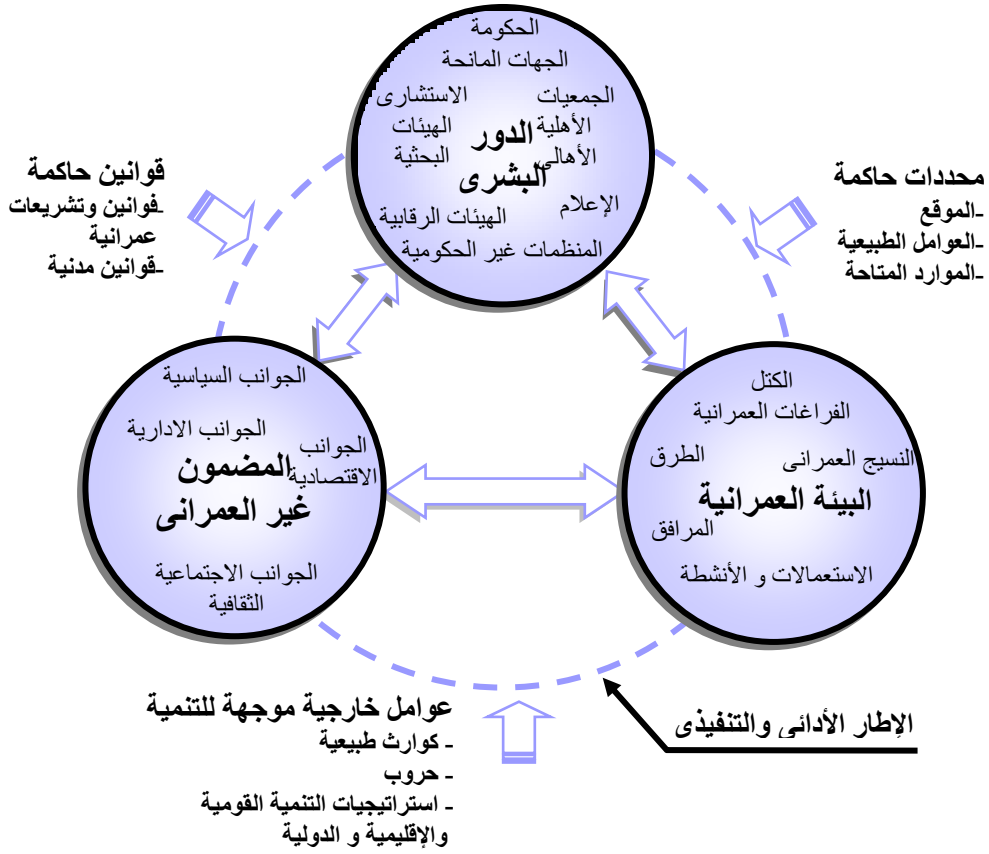 الحكومة
الجهات المانحة
الجمعيات
الأهلية
الأهالى
الاستشارى
الهيئات
البحثية
الدور
البشرى
الإعلام
الهيئات الرقابية
المنظمات غير الحكومية
محددات حاكمة
-الموقع
-العوامل الطبيعية
-الموارد المتاحة
قوانين حاكمة
-قوانين وتشريعات
عمرانية
-قوانين مدنية
الكتل
الفراغات العمرانية
النسيج العمرانى
الطرق
البيئة العمرانية
المرافق
الاستعمالات و الأنشطة
الجوانب السياسية
الجوانب الادارية
الجوانب
الاقتصادية
المضمون
غير العمرانى
الجوانب الاجتماعية
الثقافية
الإطار الأدائى والتنفيذى
عوامل خارجية موجهة للتنمية
- كوارث طبيعية
- حروب
- استراتيجيات التنمية القومية
والإقليمية و الدولية